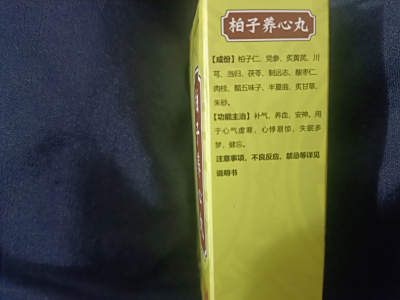 柏子养心丸
【成份】柏子仁、党参、炙黄芪、川
芎、当归、茯苓、制远志、酸枣仁、
肉桂、醋五味子、半夏曲、炙甘草、
朱砂。
【功能主治】补气，养血，安神。用
于心气虚寒，心悸易惊，失眠多
梦，健忘。
注意事项、不良反应、禁忌等详见
说明书